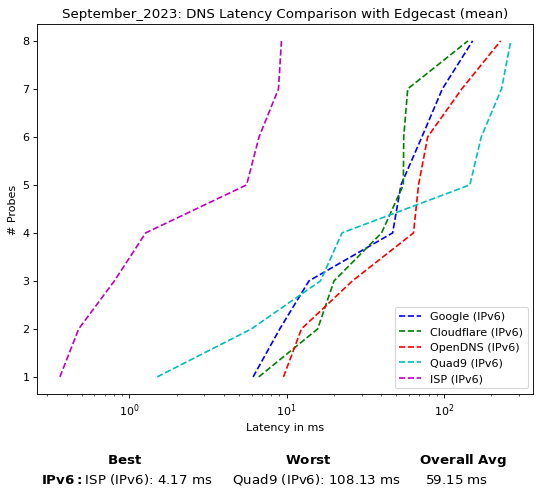 September_2023: DNS Latency Comparison with Edgecast (mean)
# Probes
8
7
6
5
4
3
2
1
10⁰ 10¹ 10²
Latency in ms
Google (IPv6)
Cloudflare (IPv6)
OpenDNS (IPv6)
Quad9 (IPv6)
ISP (IPv6)
Best Worst Overall Avg
IPv6: ISP (IPv6): 4.17 ms Quad9 (IPv6): 108.13 ms 59.15 ms